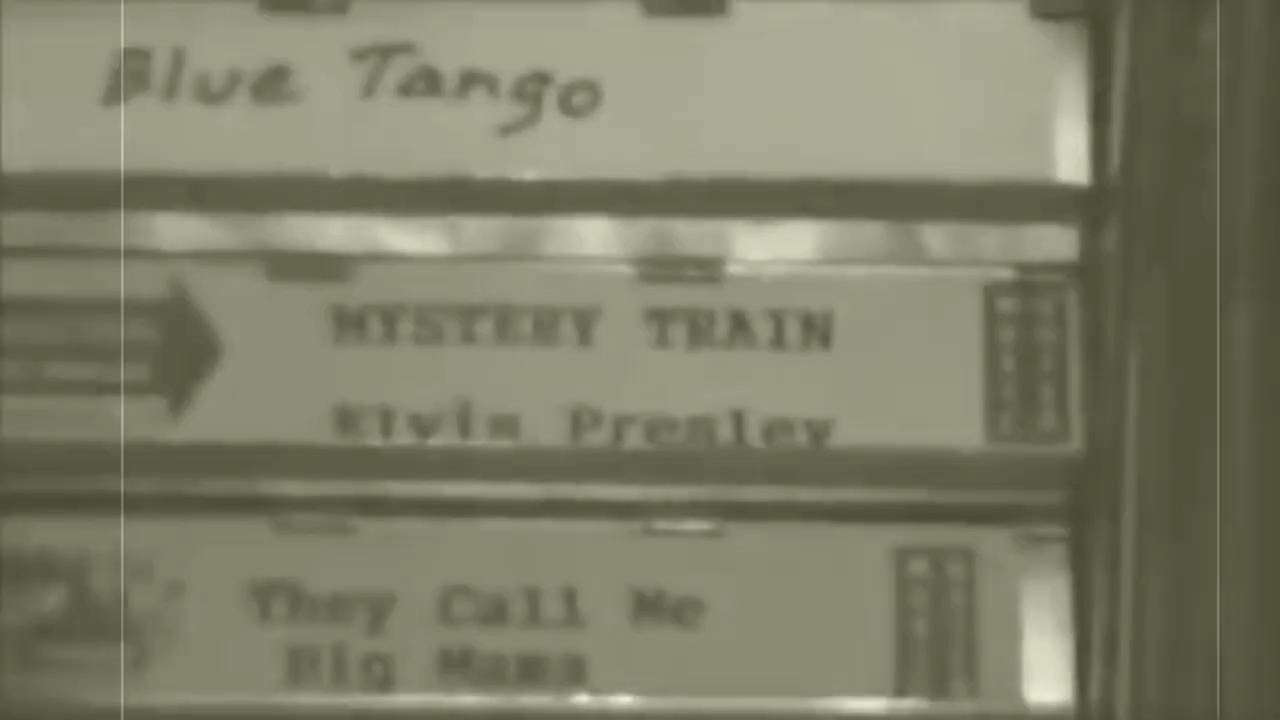 Blue Tango
MYSTERY TRAIN
Elvis Presley
They Call Me
Big Mama